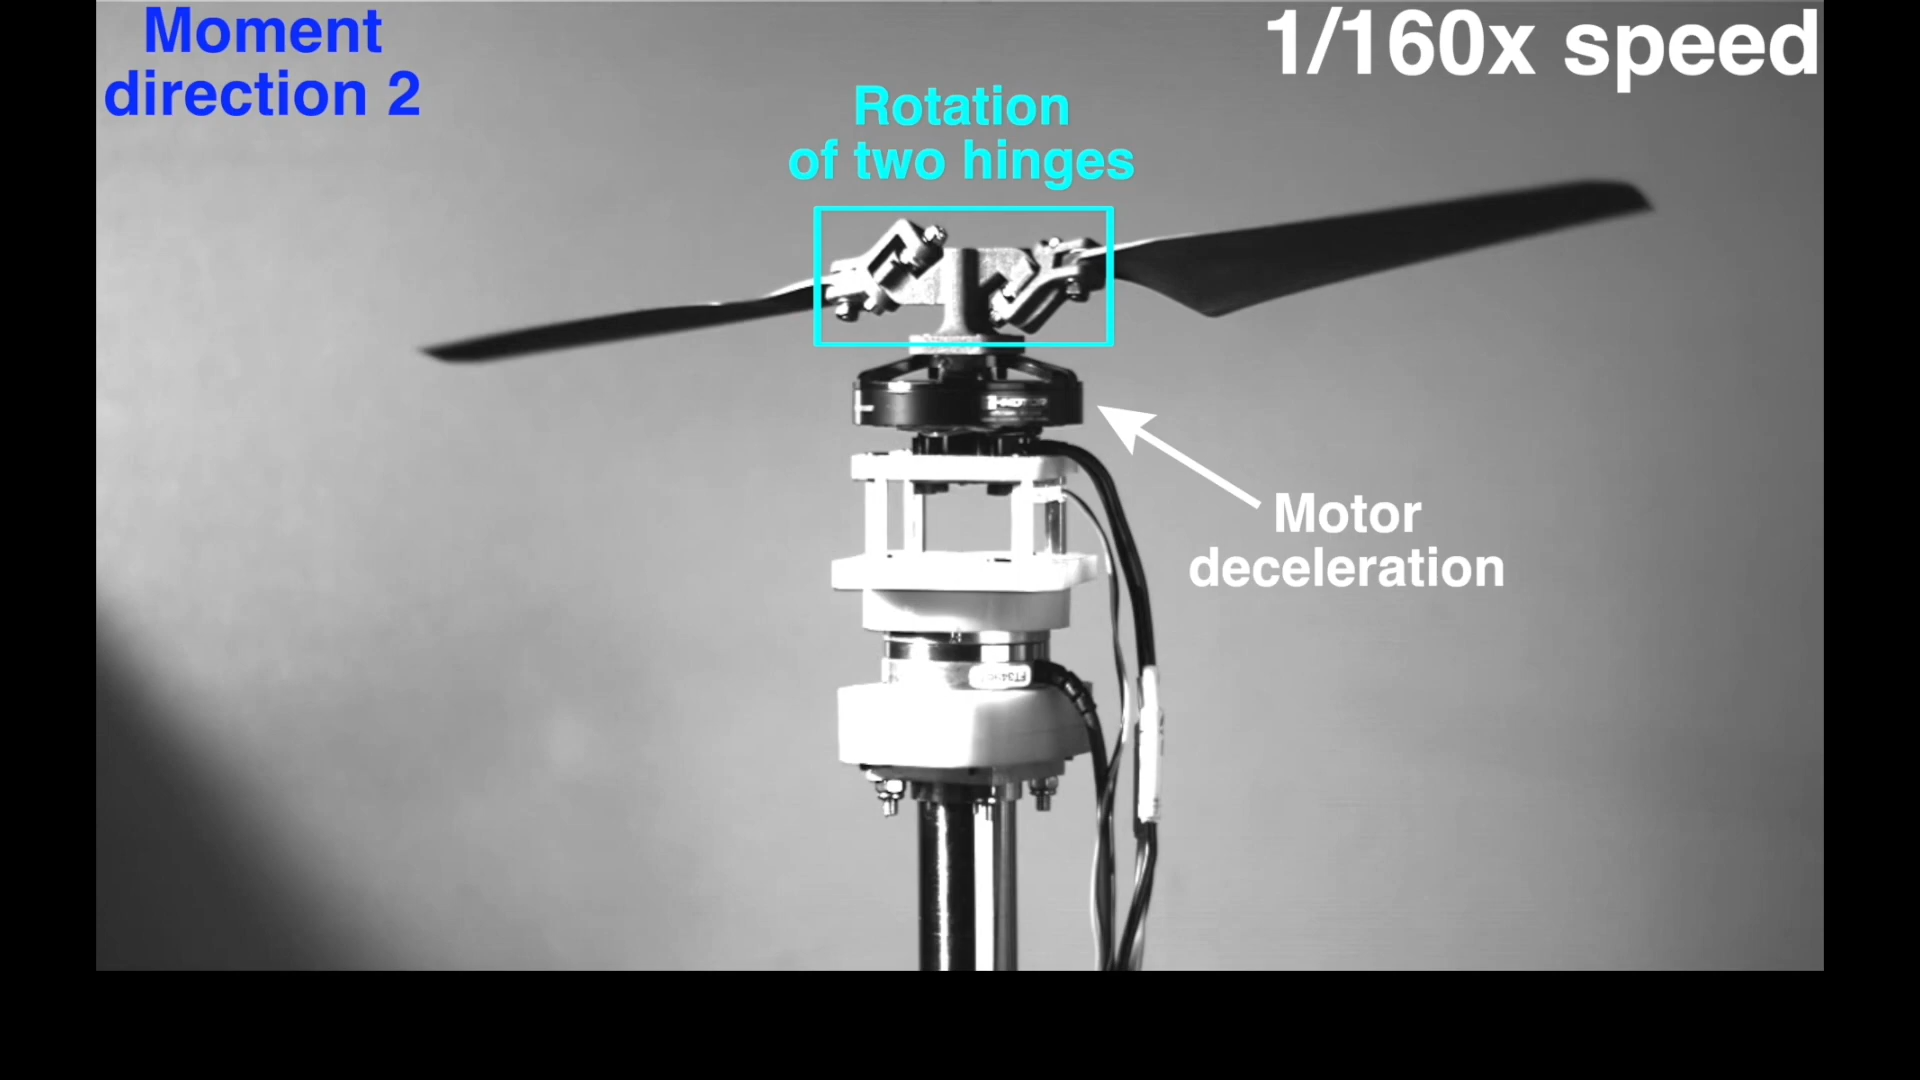 Moment
direction 2
1/160x speed
Rotation
of two hinges
Motor
deceleration